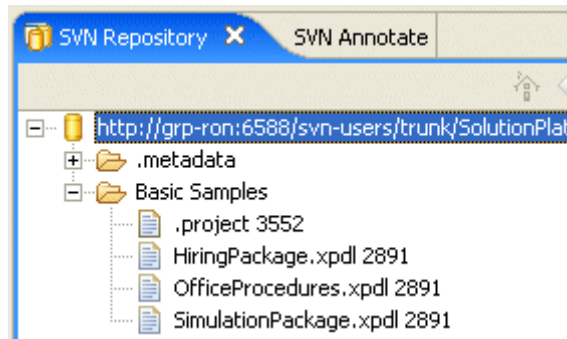 SVN Repository SVN Annotate
http://grp-ron:6588/svn-users/trunk/SolutionPlat
.metadata
Basic Samples
.project 3552
HiringPackage.xpdl 2891
OfficeProcedures.xpdl 2891
SimulationPackage.xpdl 2891